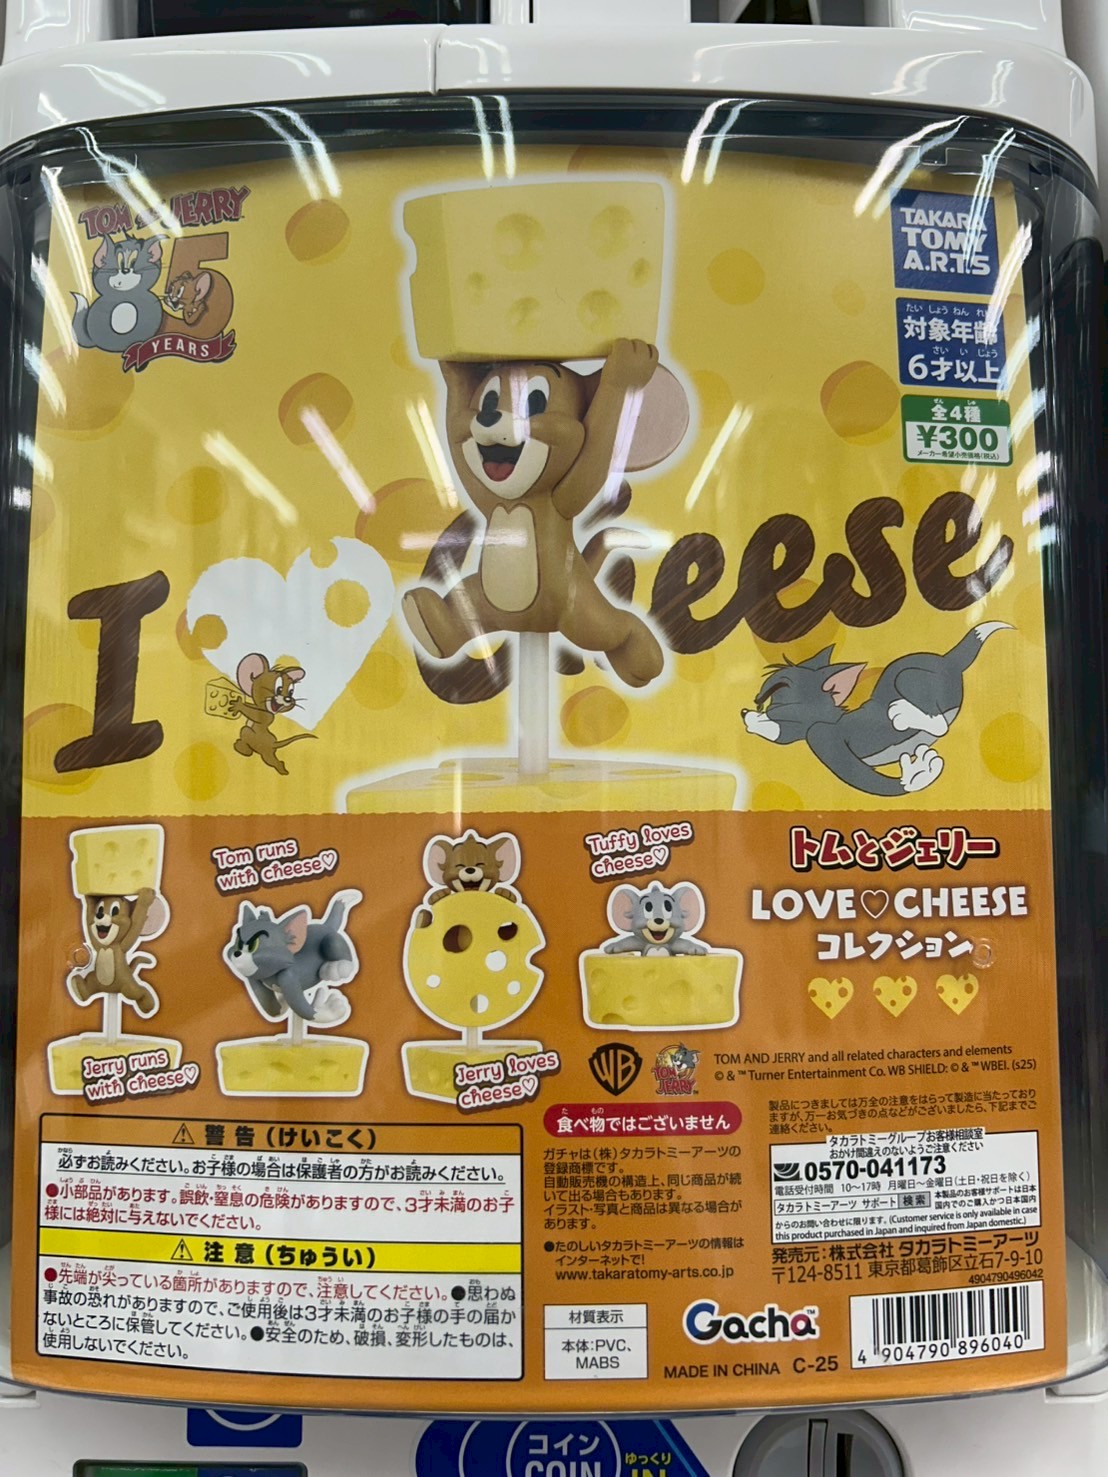 TOM AND JERRY
85
YEARS
TAKARA
TOMY
A.R.T.S
対象年齢
6才以上
全4種
¥300
メーカー希望小売価格(税込)
I Cheese
Tom runs
with cheese♡
Tuffy loves
cheese♡
Jerry runs
with cheese♡
Jerry loves
cheese♡
トムとジェリー
LOVE♡CHEESE
コレクション
WB
TOM AND JERRY
TOM AND JERRY and all related characters and elements
© & ™ Turner Entertainment Co. WB SHIELD: © & ™ WBEI. (s25)
⚠ 警告(けいこく)
必ずお読みください。お子様の場合は保護者の方がお読みください。
●小部品があります。誤飲・窒息の危険がありますので、3才未満のお子
様には絶対に与えないでください。
⚠ 注意(ちゅうい)
●先端が尖っている箇所がありますので、注意してください。●思わぬ
事故の恐れがありますので、ご使用後は3才未満のお子様の手の届か
ないところに保管してください。●安全のため、破損、変形したものは、
使用しないでください。
食べ物ではございません
ガチャは(株)タカラトミーアーツの
登録商標です。
自動販売機の構造上、同じ商品が続
いて出る場合もあります。
イラスト・写真と商品は異なる場合が
あります。
●たのしいタカラトミーアーツの情報は
インターネットで!
www.takaratomy-arts.co.jp
材質表示
本体:PVC、
MABS
製品につきましては万全の注意をはらって製造に当たっており
ますが、万一お気づきの点などがございましたら、下記までご
連絡ください。
タカラトミーグループお客様相談室
おかけ間違えのないようご注意ください
0570-041173
電話受付時間 10〜17時 月曜日〜金曜日(土日・祝日を除く)
タカラトミーアーツ サポート 検索 本製品のお客様サポートは日本
国内でのご購入かつ日本国内
からのお問い合わせに限ります。(Customer service is only available in case
this product purchased in Japan and inquired from Japan domestic.)
発売元:株式会社 タカラトミーアーツ
〒124-8511 東京都葛飾区立石7-9-10
4904790496042
Gacha™
MADE IN CHINA C-25
4 904790 896040
コイン
COIN
ゆっくり
IN